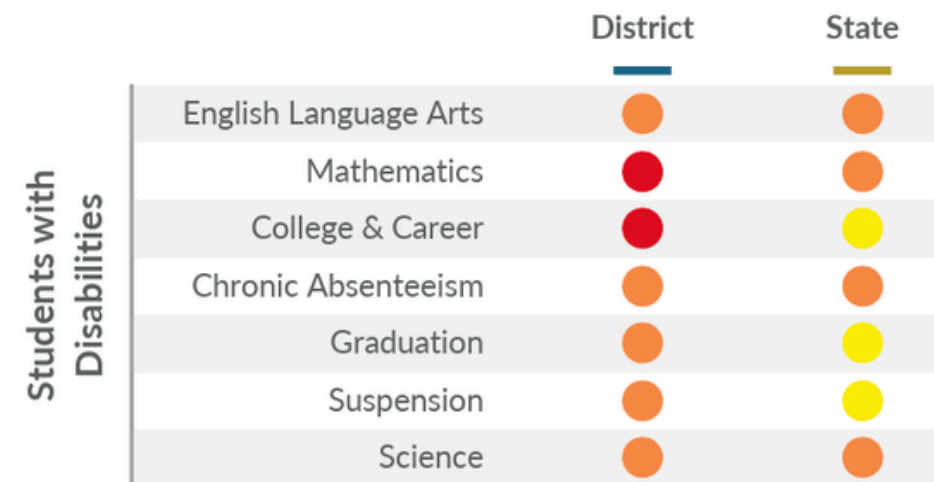 District State
Students with
Disabilities
English Language Arts
Mathematics
College & Career
Chronic Absenteeism
Graduation
Suspension
Science